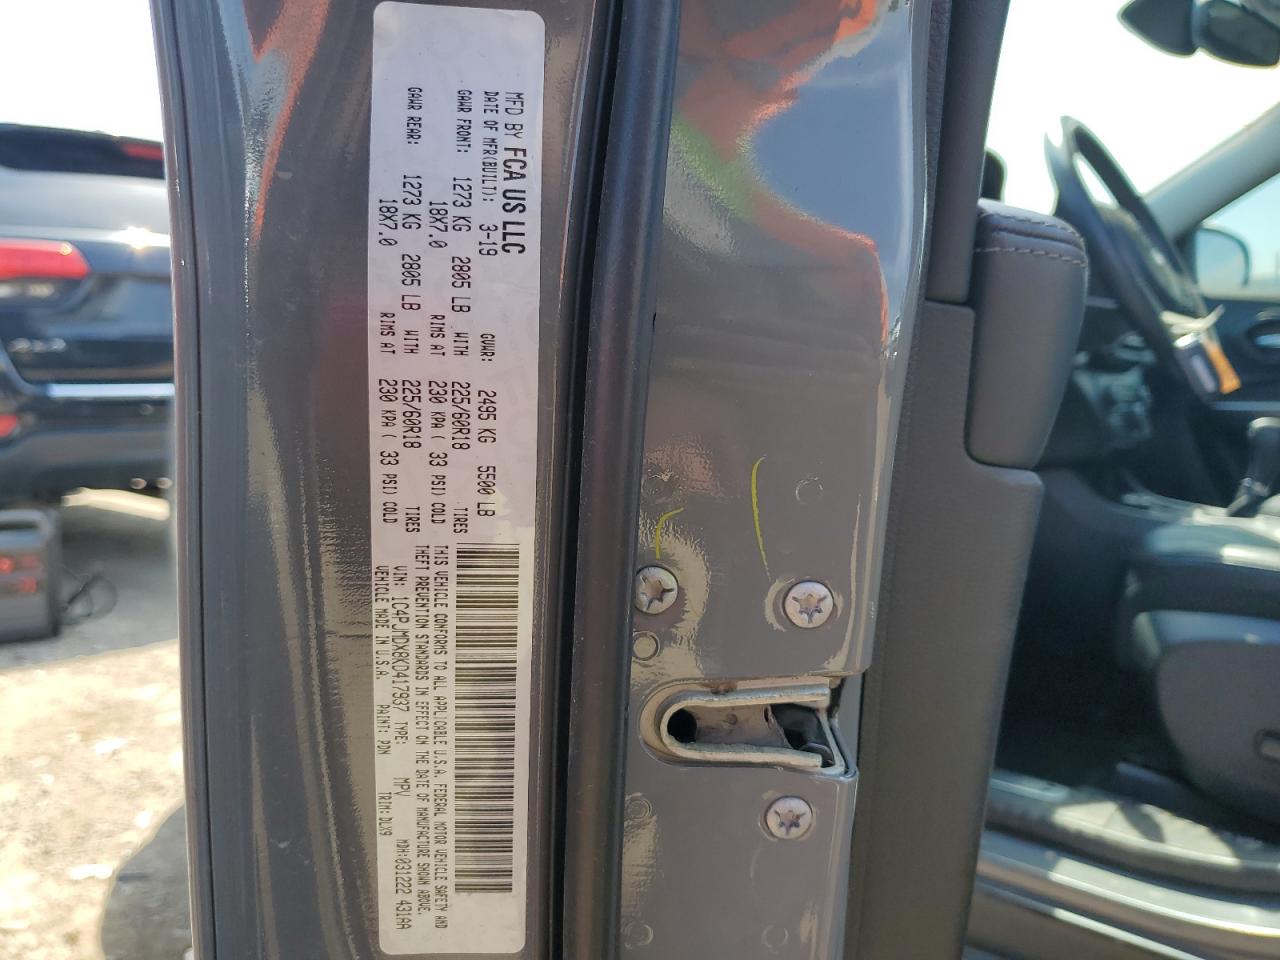 MFD BY FCA US LLC
DATE OF MFR(BUILT): 3-19 GVWR: 2495 KG 5500 LB
GAWR FRONT: 1273 KG 2805 LB WITH 225/60R18 TIRES
18X7.0 RIMS AT 230 KPA ( 33 PSI) COLD
GAWR REAR: 1273 KG 2805 LB WITH 225/60R18 TIRES
18X7.0 RIMS AT 230 KPA ( 33 PSI) COLD
THIS VEHICLE CONFORMS TO ALL APPLICABLE U.S.A. FEDERAL MOTOR VEHICLE SAFETY AND
THEFT PREVENTION STANDARDS IN EFFECT ON THE DATE OF MANUFACTURE SHOWN ABOVE.
VIN: 1C4PJMDX8KD417937 TYPE: MPV MDH:031222 431AA
VEHICLE MADE IN U.S.A. PAINT: PDN TRIM:DLX9